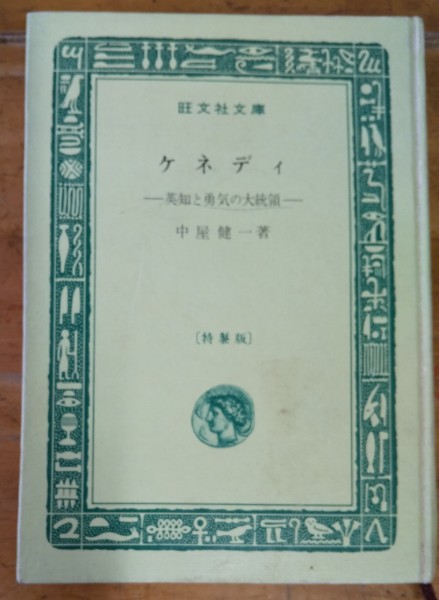 旺文社文庫
ケネディ
―英知と勇気の大統領―
中屋健一著
〔特製版〕